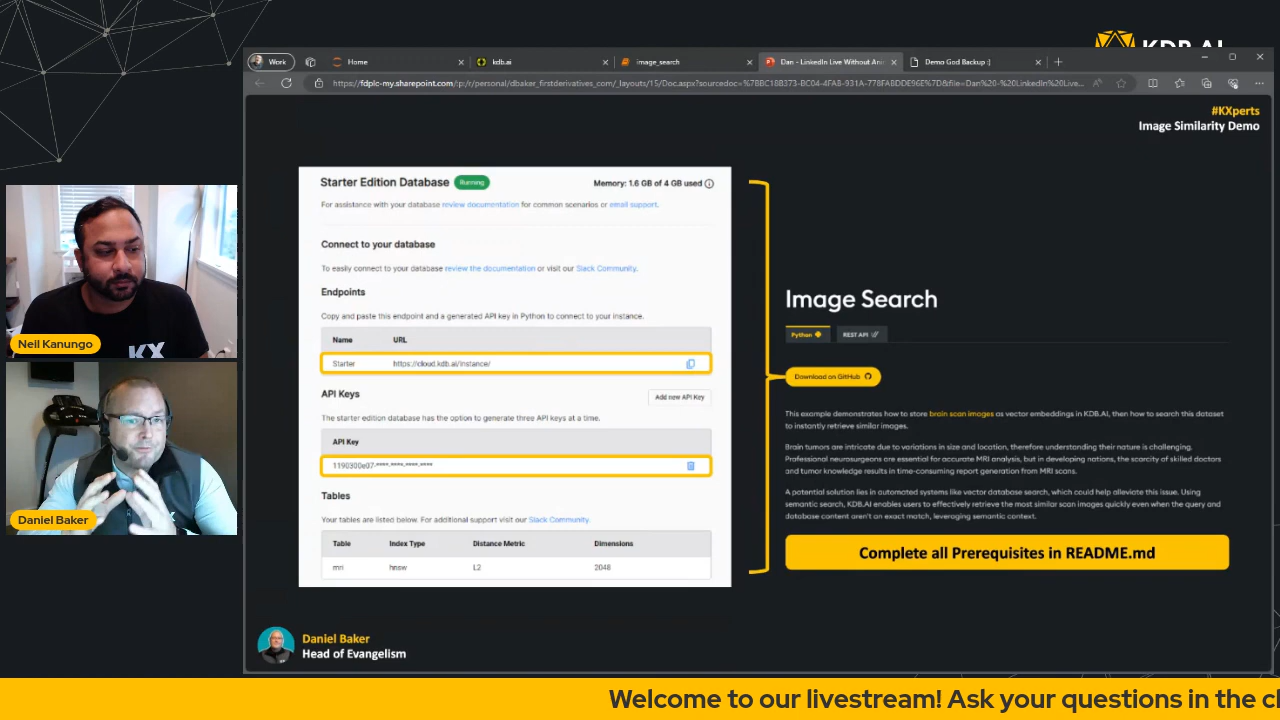 KDB.AI
Work
Home
kdb.ai
image_search
Dan - LinkedIn Live Without Ani
Demo God Backup :)
#KXperts
Image Similarity Demo
Starter Edition Database Running
Memory: 1.6 GB of 4 GB used
For assistance with your database review documentation for common scenarios or email support.
Connect to your database
To easily connect to your database review the documentation or visit our Slack Community.
Endpoints
Copy and paste this endpoint and a generated API key in Python to connect to your instance.
Name URL
Starter https://cloud.kdb.ai/instance/
API Keys
Add new API Key
The starter edition database has the option to generate three API keys at a time.
API Key
1190300e07-****-****-****-****
Tables
Your tables are listed below. For additional support visit our Slack Community.
Table Index Type Distance Metric Dimensions
mri hnsw L2 2048
Image Search
Python REST API
Download on GitHub
This example demonstrates how to store brain scan images as vector embeddings in KDB.AI, then how to search this dataset
to instantly retrieve similar images.
Brain tumors are intricate due to variations in size and location, therefore understanding their nature is challenging.
Professional neurosurgeons are essential for accurate MRI analysis, but in developing nations, the scarcity of skilled doctors
and tumor knowledge results in time-consuming report generation from MRI scans.
A potential solution lies in automated systems like vector database search, which could help alleviate this issue. Using
semantic search, KDB.AI enables users to effectively retrieve the most similar scan images quickly even when the query and
database content aren't an exact match, leveraging semantic context.
Complete all Prerequisites in README.md
Daniel Baker
Head of Evangelism
KX
Neil Kanungo
Daniel Baker
Welcome to our livestream! Ask your questions in the cl